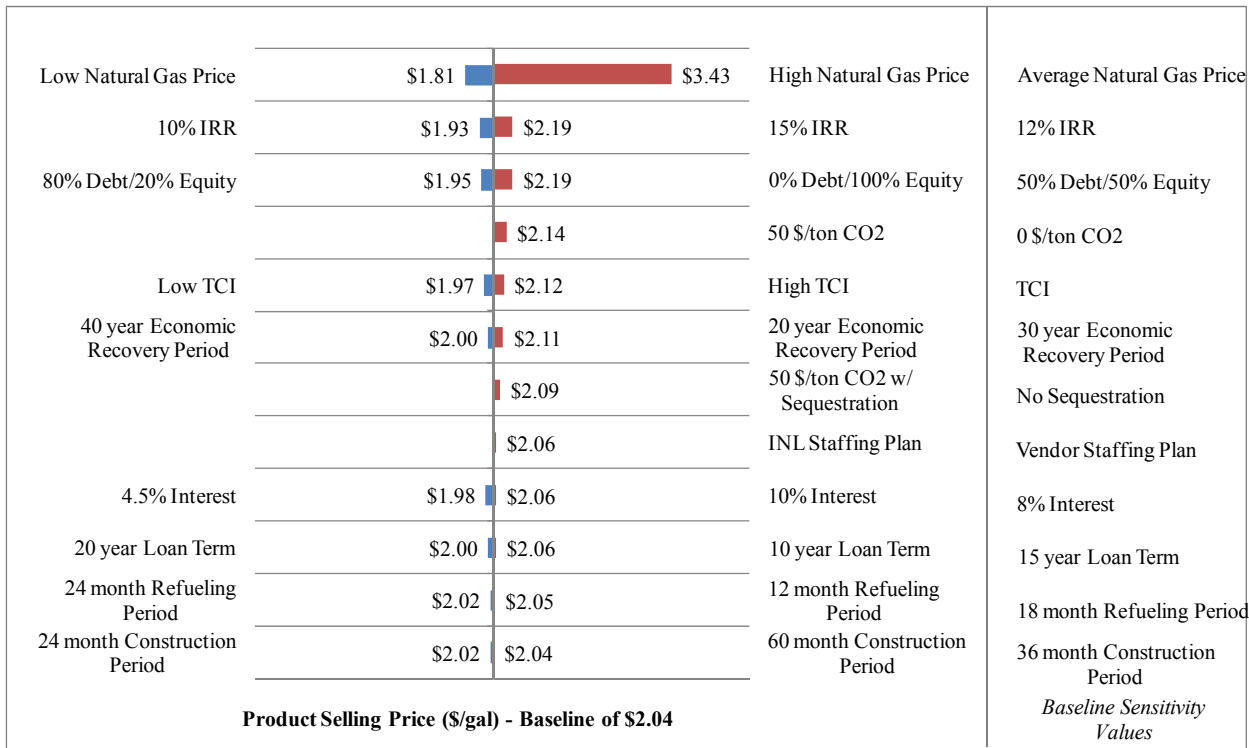 Low Natural Gas Price $1.81 $3.43 High Natural Gas Price Average Natural Gas Price
10% IRR $1.93 $2.19 15% IRR 12% IRR
80% Debt/20% Equity $1.95 $2.19 0% Debt/100% Equity 50% Debt/50% Equity
$2.14 50 $/ton CO2 0 $/ton CO2
Low TCI $1.97 $2.12 High TCI TCI
40 year Economic
Recovery Period
$2.00 $2.11
20 year Economic
Recovery Period
30 year Economic
Recovery Period
$2.09
50 $/ton CO2 w/
Sequestration
No Sequestration
$2.06 INL Staffing Plan Vendor Staffing Plan
4.5% Interest $1.98 $2.06 10% Interest 8% Interest
20 year Loan Term $2.00 $2.06 10 year Loan Term 15 year Loan Term
24 month Refueling
Period
$2.02 $2.05
12 month Refueling
Period
18 month Refueling Period
24 month Construction
Period
$2.02 $2.04
60 month Construction
Period
36 month Construction
Period
Product Selling Price ($/gal) - Baseline of $2.04
Baseline Sensitivity
Values